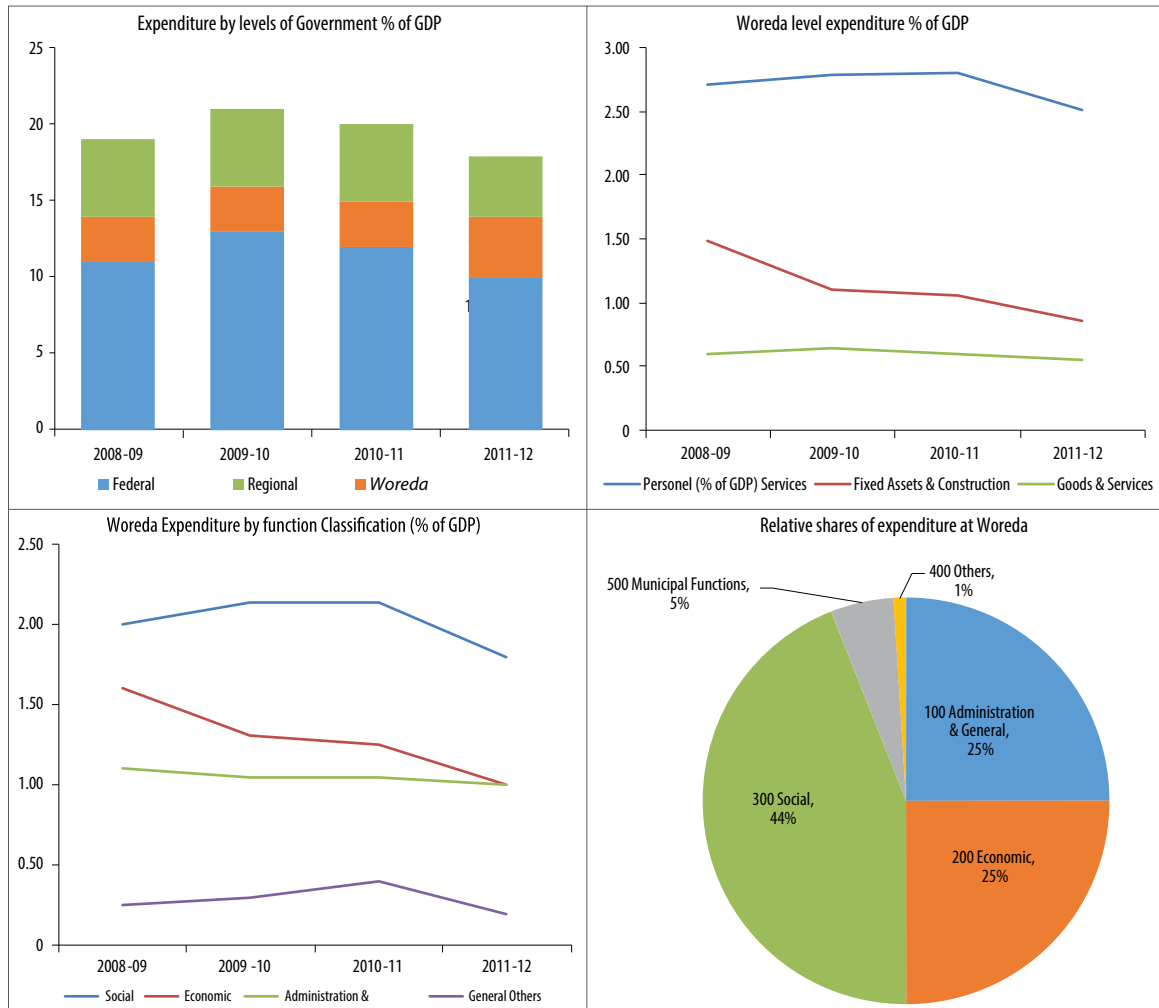 Expenditure by levels of Government % of GDP
25
20
15
10
5
0
1
2008-09 2009-10 2010-11 2011-12
Federal Regional Woreda
Woreda level expenditure % of GDP
3.00
2.50
2.00
1.50
1.00
0.50
0
2008-09 2009-10 2010-11 2011-12
Personel (% of GDP) Services Fixed Assets & Construction Goods & Services
Woreda Expenditure by function Classification (% of GDP)
2.50
2.00
1.50
1.00
0.50
0
2008-09 2009 -10 2010-11 2011-12
Social Economic Administration & General Others
Relative shares of expenditure at Woreda
500 Municipal Functions,
5%
400 Others,
1%
100 Administration
& General,
25%
300 Social,
44%
200 Economic,
25%